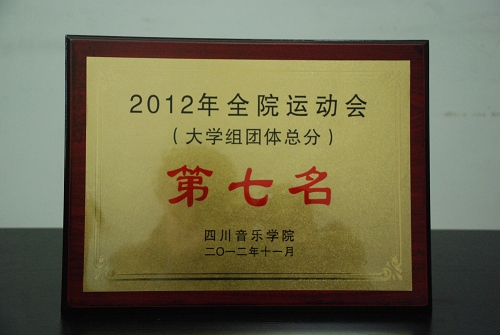 2012年全院运动会
（大学组团体总分）
第七名
四川音乐学院
二〇一二年十一月